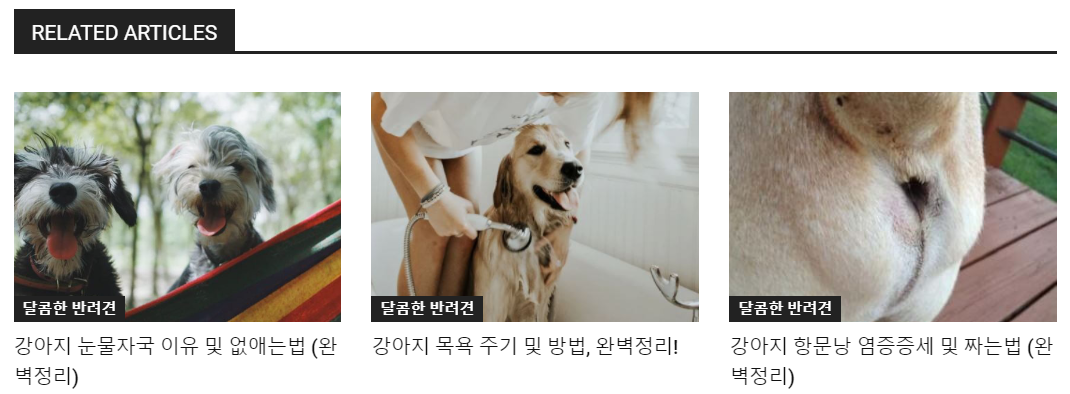 RELATED ARTICLES
달콤한 반려견
달콤한 반려견
달콤한 반려견
강아지 눈물자국 이유 및 없애는법 (완
벽정리)
강아지 목욕 주기 및 방법, 완벽정리!
강아지 항문낭 염증증세 및 짜는법 (완
벽정리)